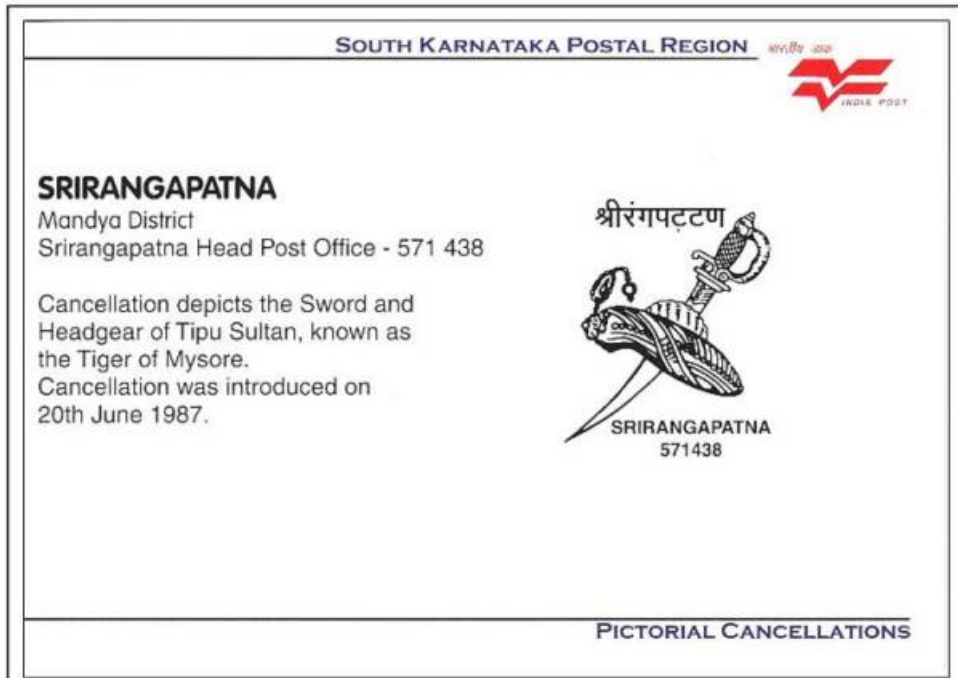 SOUTH KARNATAKA POSTAL REGION
भारतीय डाक
INDIA POST
SRIRANGAPATNA
Mandya District
Srirangapatna Head Post Office - 571 438
Cancellation depicts the Sword and
Headgear of Tipu Sultan, known as
the Tiger of Mysore.
Cancellation was introduced on
20th June 1987.
श्रीरंगपट्टण
SRIRANGAPATNA
571438
PICTORIAL CANCELLATIONS